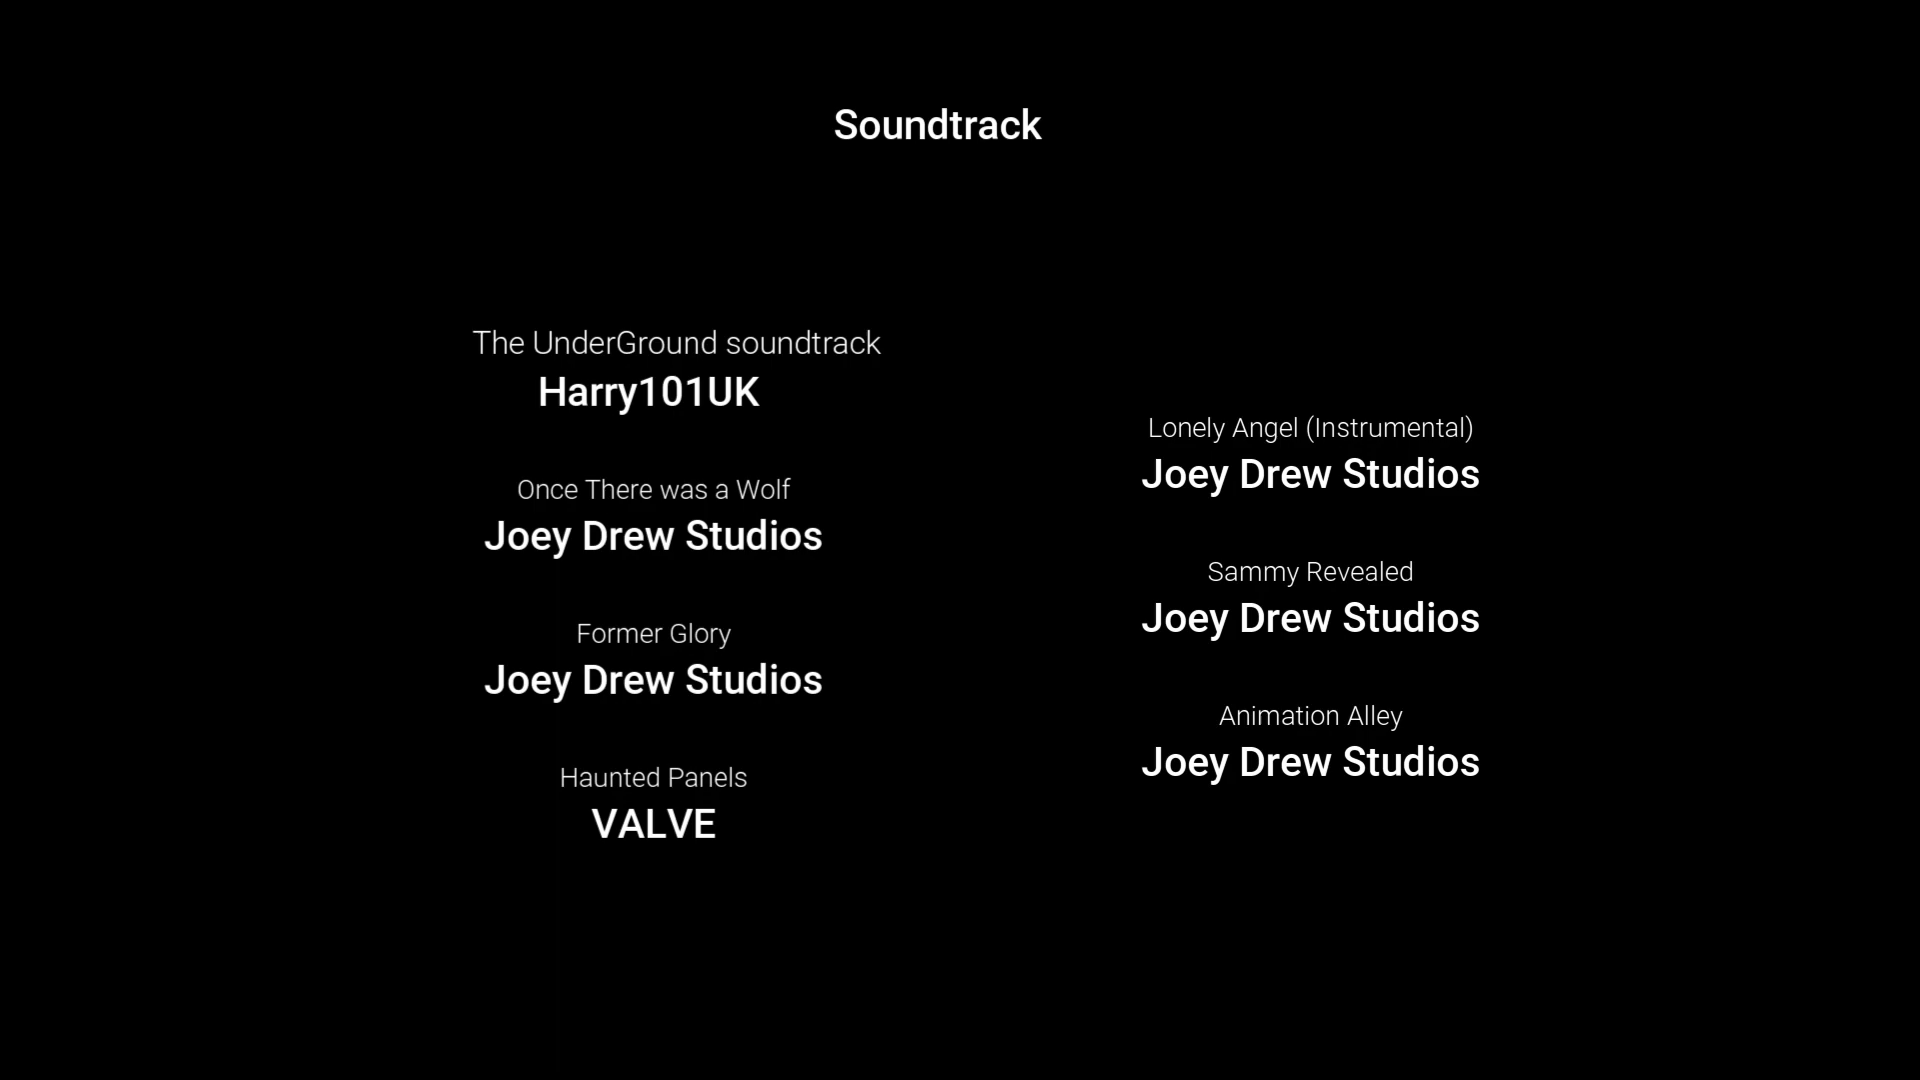 Soundtrack
The UnderGround soundtrack
Harry101UK
Once There was a Wolf
Joey Drew Studios
Former Glory
Joey Drew Studios
Haunted Panels
VALVE
Lonely Angel (Instrumental)
Joey Drew Studios
Sammy Revealed
Joey Drew Studios
Animation Alley
Joey Drew Studios